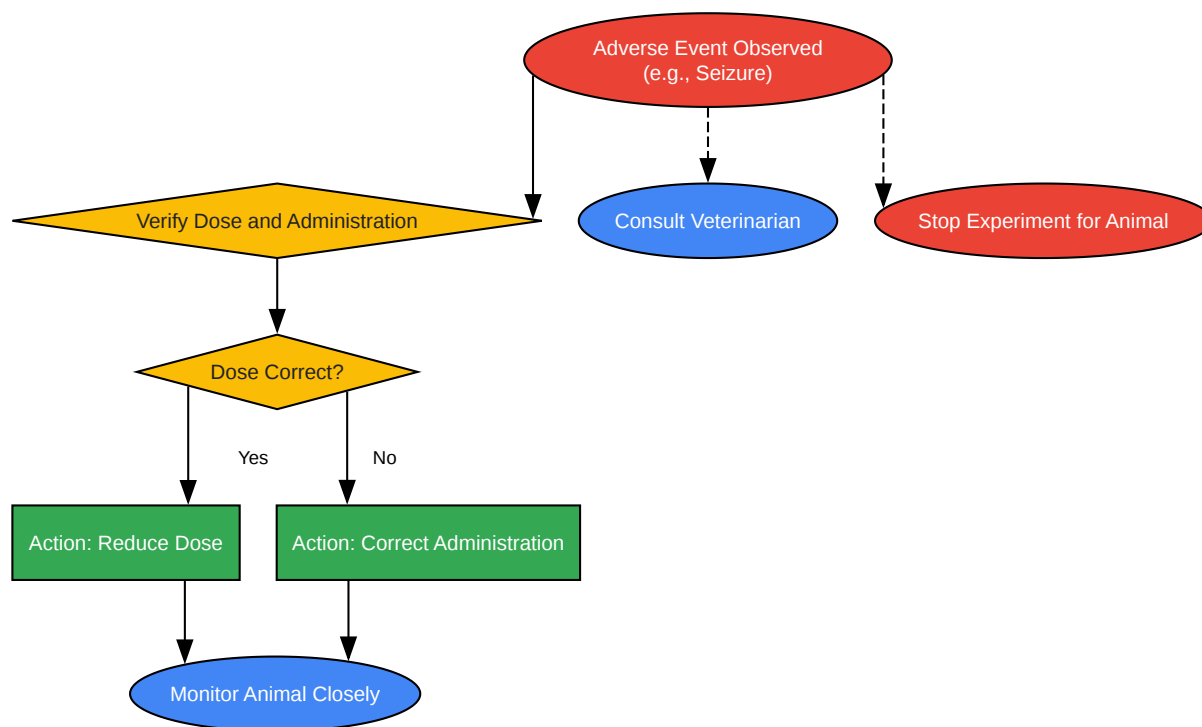 Adverse Event Observed
(e.g., Seizure)
Verify Dose and Administration
Consult Veterinarian
Stop Experiment for Animal
Dose Correct?
Yes
No
Action: Reduce Dose
Action: Correct Administration
Monitor Animal Closely